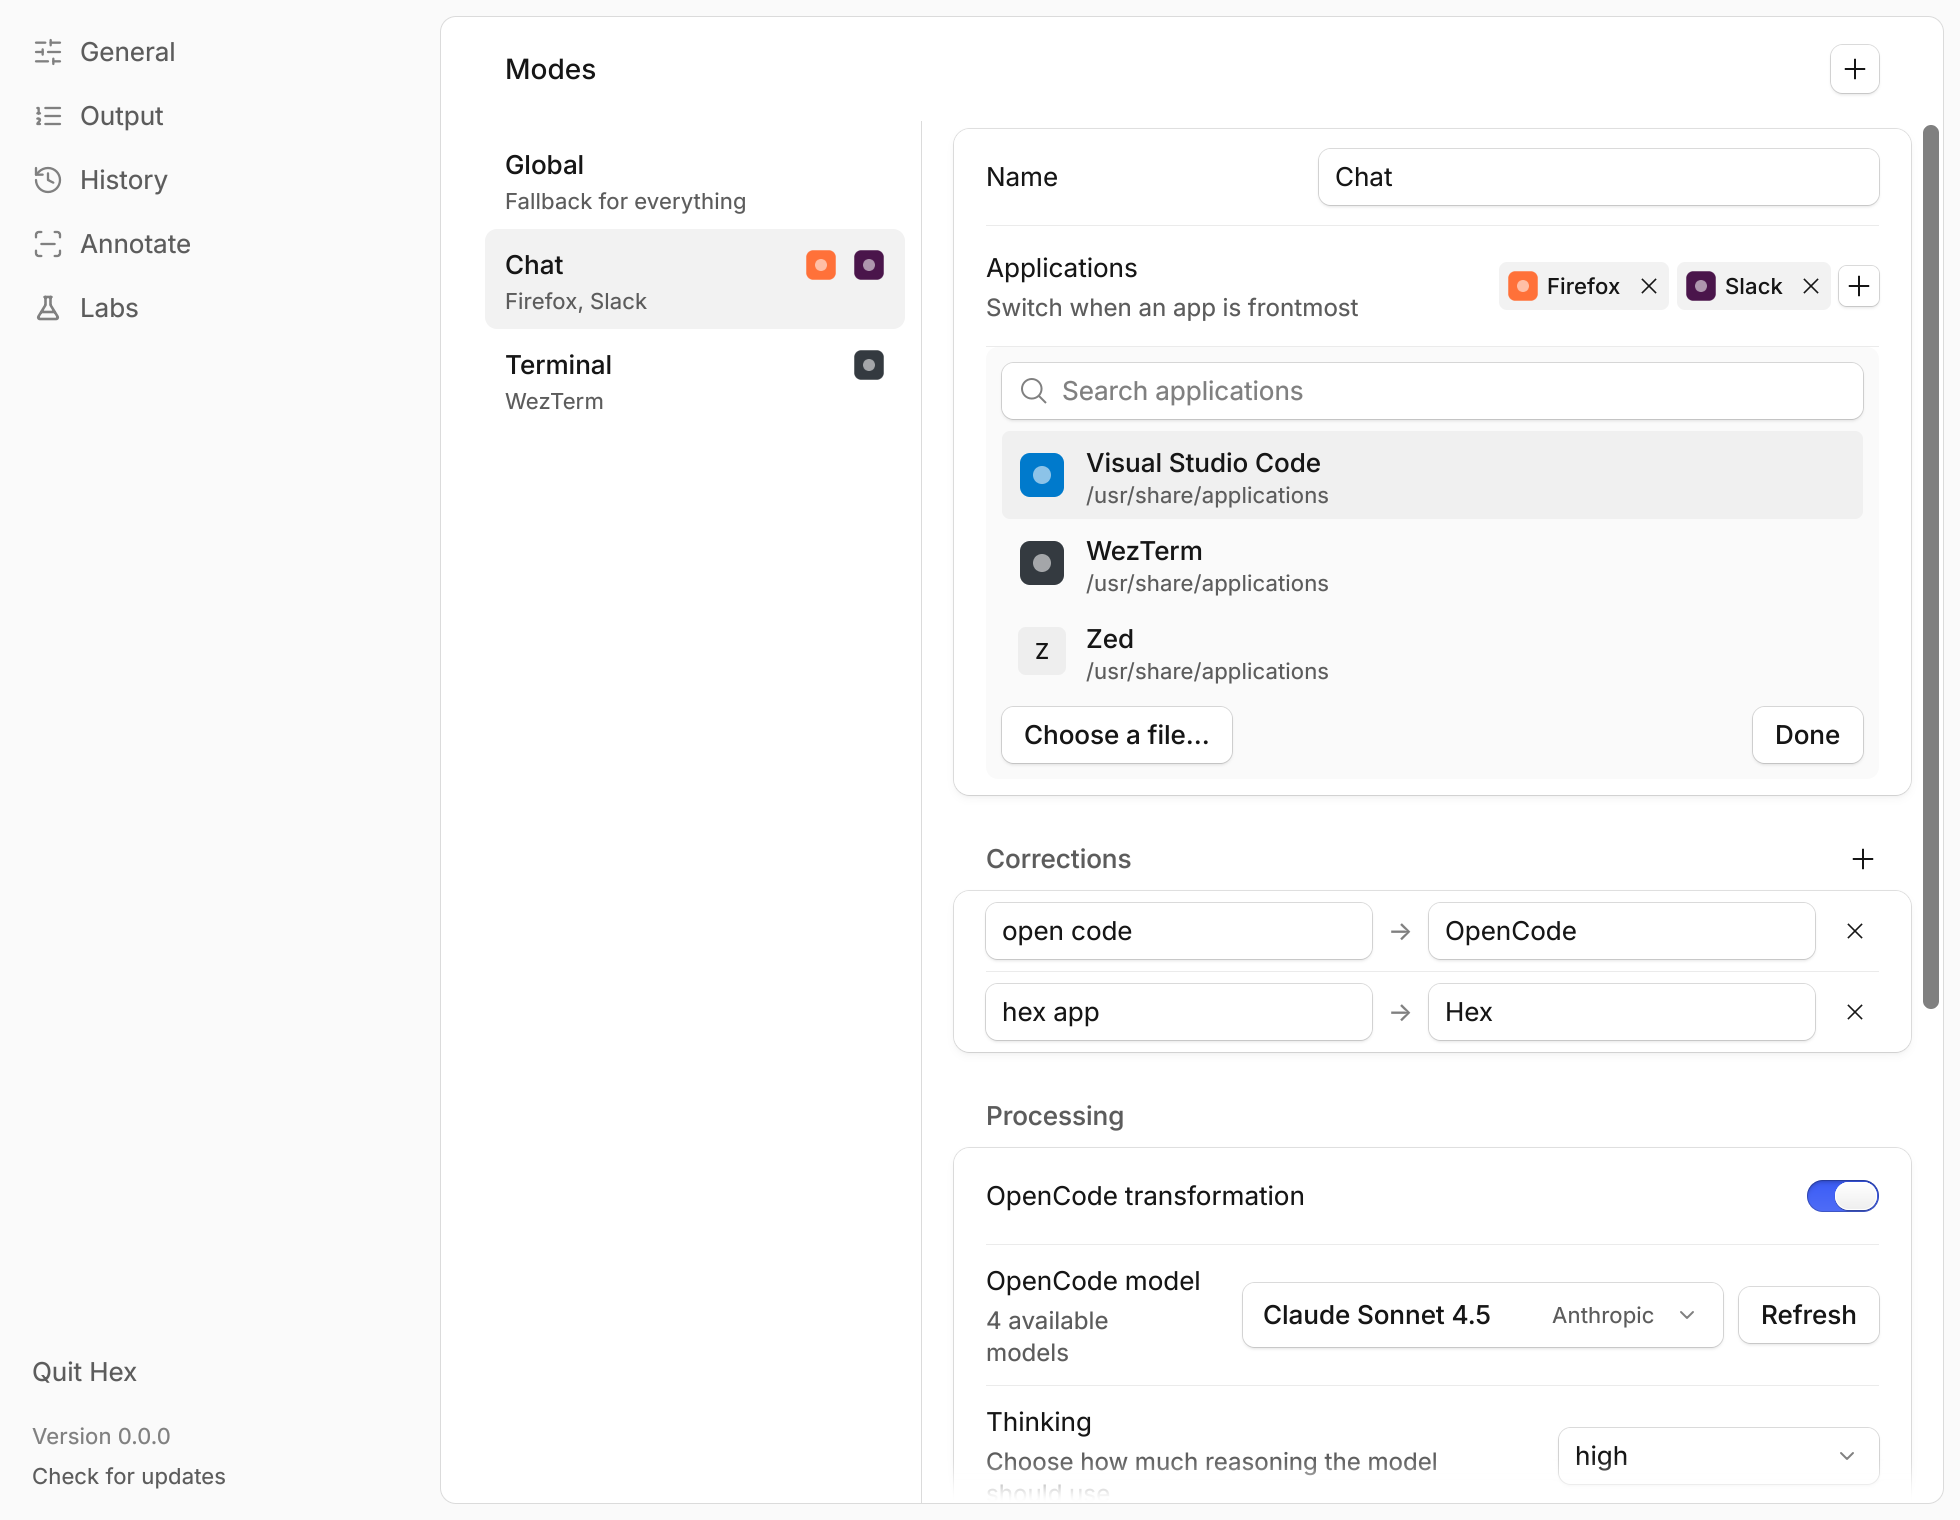 General
Output
History
Annotate
Labs
Quit Hex
Version 0.0.0
Check for updates
Modes
Global
Fallback for everything
Chat
Firefox, Slack
Terminal
WezTerm
Name
Chat
Applications
Switch when an app is frontmost
Firefox
Slack
Search applications
Visual Studio Code
/usr/share/applications
WezTerm
/usr/share/applications
Z
Zed
/usr/share/applications
Choose a file...
Done
Corrections
open code → OpenCode
hex app → Hex
Processing
OpenCode transformation
OpenCode model
4 available
models
Claude Sonnet 4.5
Anthropic
Refresh
Thinking
Choose how much reasoning the model
should use
high